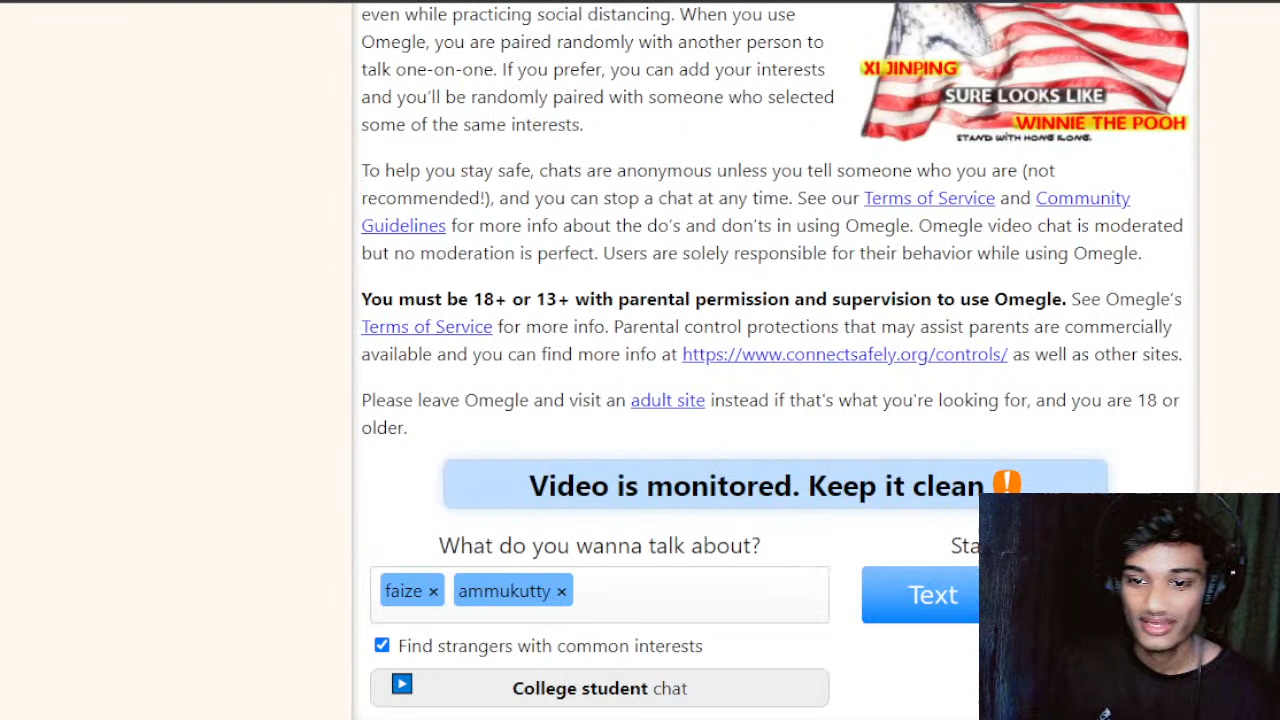 even while practicing social distancing. When you use
Omegle, you are paired randomly with another person to
talk one-on-one. If you prefer, you can add your interests
and you’ll be randomly paired with someone who selected
some of the same interests.
XI JINPING
SURE LOOKS LIKE
WINNIE THE POOH
STAND WITH HONG KONG.
To help you stay safe, chats are anonymous unless you tell someone who you are (not
recommended!), and you can stop a chat at any time. See our Terms of Service and Community
Guidelines for more info about the do’s and don’ts in using Omegle. Omegle video chat is moderated
but no moderation is perfect. Users are solely responsible for their behavior while using Omegle.
You must be 18+ or 13+ with parental permission and supervision to use Omegle. See Omegle’s
Terms of Service for more info. Parental control protections that may assist parents are commercially
available and you can find more info at https://www.connectsafely.org/controls/ as well as other sites.
Please leave Omegle and visit an adult site instead if that's what you're looking for, and you are 18 or
older.
Video is monitored. Keep it clean !
What do you wanna talk about?
Sta
faize × ammukutty ×
Text
Find strangers with common interests
College student chat